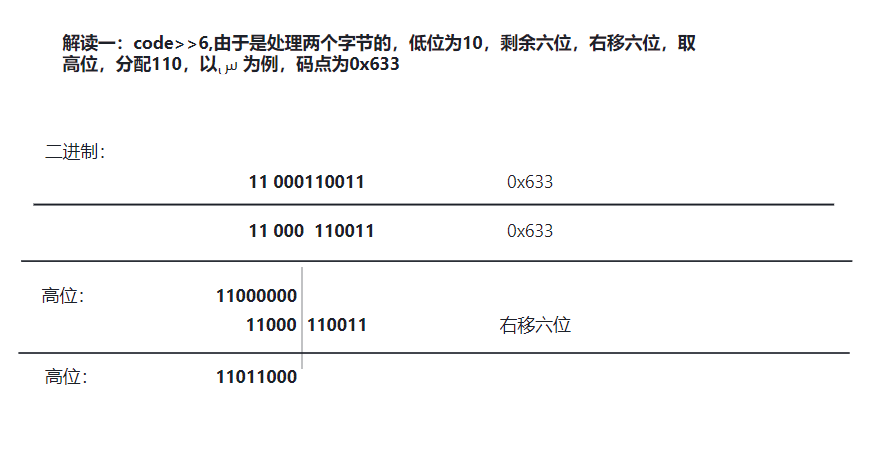 解读一：code>>6,由于是处理两个字节的，低位为10，剩余六位，右移六位，取
高位，分配110，以س 为例，码点为0x633
二进制：
11 000110011 0x633
11 000 110011 0x633
高位： 11000000
11000 110011 右移六位
高位： 11011000